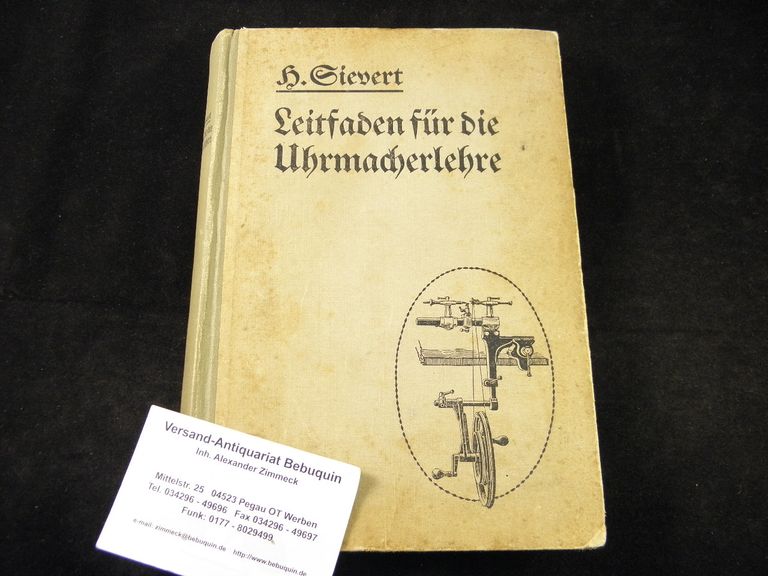 H. Sievert
Leitfaden für die
Uhrmacherlehre
Versand-Antiquariat Bebuquin
Inh. Alexander Zimmeck
Mittelstr. 25 04523 Pegau OT Werben
Tel. 034296 - 49696 Fax 034296 - 49697
Funk: 0177 - 8029499
e-mail: zimmeck@bebuquin.de http://www.bebuquin.de